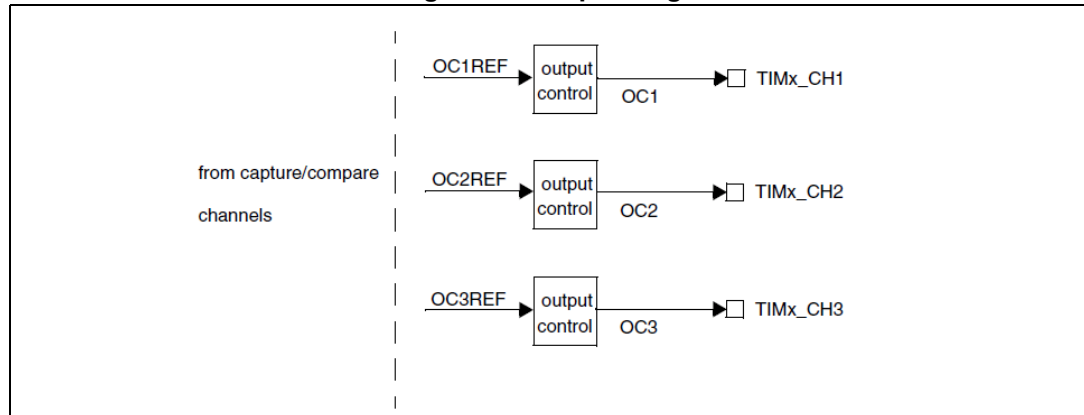 OC1REF
output
control
OC1
TIMx_CH1
from capture/compare
channels
OC2REF
output
control
OC2
TIMx_CH2
OC3REF
output
control
OC3
TIMx_CH3